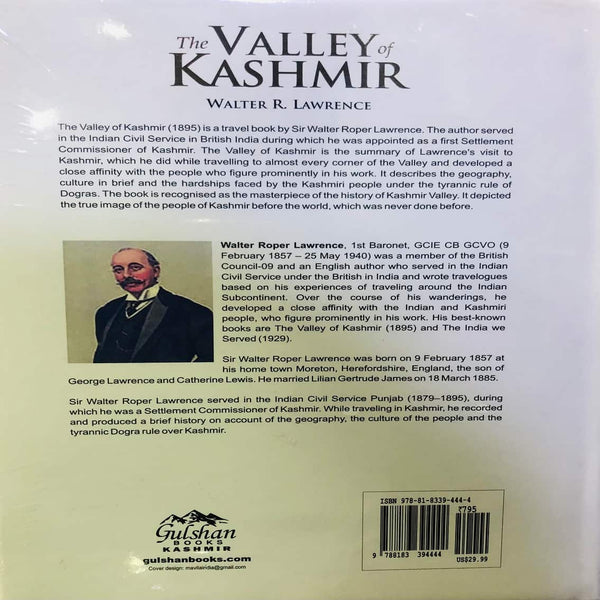 The VALLEY of
KASHMIR
WALTER R. LAWRENCE
The Valley of Kashmir (1895) is a travel book by Sir Walter Roper Lawrence. The author served
in the Indian Civil Service in British India during which he was appointed as a first Settlement
Commissioner of Kashmir. The Valley of Kashmir is the summary of Lawrence's visit to
Kashmir, which he did while travelling to almost every corner of the Valley and developed a
close affinity with the people who figure prominently in his work. It describes the geography,
culture in brief and the hardships faced by the Kashmiri people under the tyrannic rule of
Dogras. The book is recognised as the masterpiece of the history of Kashmir Valley. It depicted
the true image of the people of Kashmir before the world, which was never done before.
Walter Roper Lawrence, 1st Baronet, GCIE CB GCVO (9
February 1857 – 25 May 1940) was a member of the British
Council-09 and an English author who served in the Indian
Civil Service under the British in India and wrote travelogues
based on his experiences of traveling around the Indian
Subcontinent. Over the course of his wanderings, he
developed a close affinity with the Indian and Kashmiri
people, who figure prominently in his work. His best-known
books are The Valley of Kashmir (1895) and The India we
Served (1929).
Sir Walter Roper Lawrence was born on 9 February 1857 at
his home town Moreton, Herefordshire, England, the son of
George Lawrence and Catherine Lewis. He married Lilian Gertrude James on 18 March 1885.
Sir Walter Roper Lawrence served in the Indian Civil Service Punjab (1879–1895), during
which he was a Settlement Commissioner of Kashmir. While traveling in Kashmir, he recorded
and produced a brief history on account of the geography, the culture of the people and the
tyrannic Dogra rule over Kashmir.
Gulshan
BOOKS
KASHMIR
gulshanbooks.com
Cover design: mavilairidia@gmail.com
ISBN 978-81-8339-444-4
₹795
9 788183 394444
US$29.99